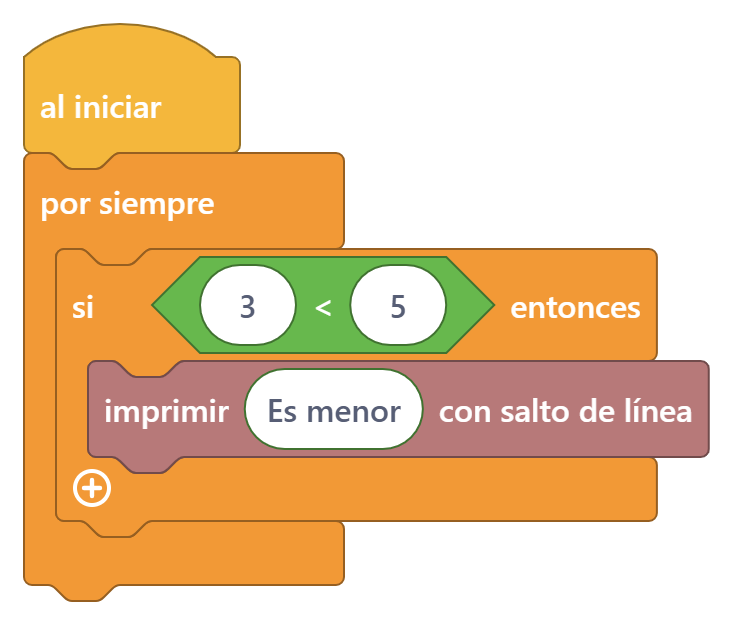 al iniciar
por siempre
si 3 < 5 entonces
imprimir Es menor con salto de línea